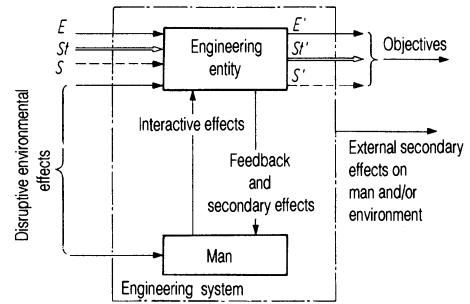 E
St
S
Engineering
entity
E'
St'
S'
Objectives
Disruptive environmental
effects
Interactive effects
Feedback
and
secondary effects
External secondary
effects on
man and/or
environment
Man
Engineering system